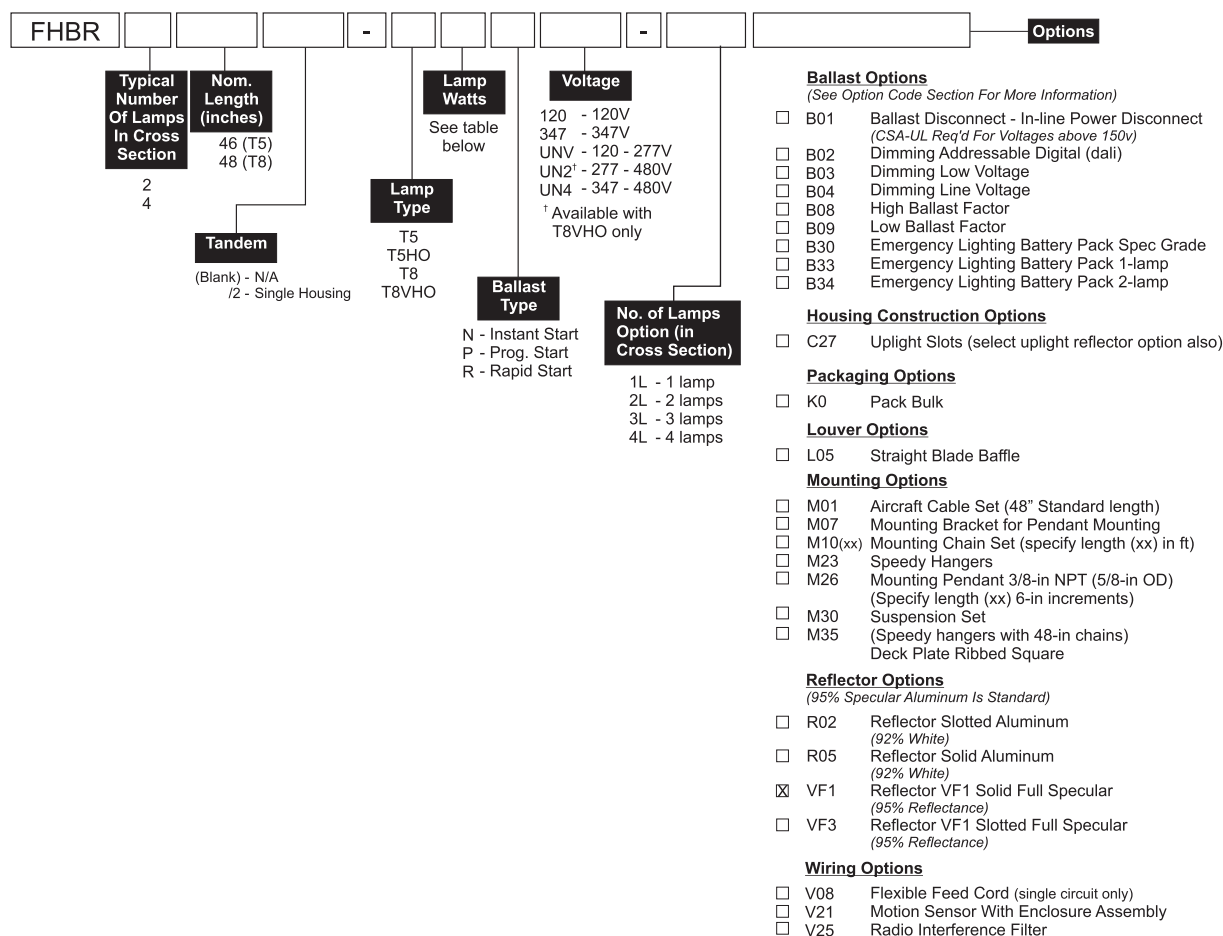 FHBR - - Options
Typical
Number
Of Lamps
In Cross
Section
2
4
Nom.
Length
(inches)
46 (T5)
48 (T8)
Tandem
(Blank) - N/A
/2 - Single Housing
Lamp
Type
T5
T5HO
T8
T8VHO
Lamp
Watts
See table
below
Ballast
Type
N - Instant Start
P - Prog. Start
R - Rapid Start
Voltage
120 - 120V
347 - 347V
UNV - 120 - 277V
UN2† - 277 - 480V
UN4 - 347 - 480V
† Available with
T8VHO only
No. of Lamps
Option (in
Cross Section)
1L - 1 lamp
2L - 2 lamps
3L - 3 lamps
4L - 4 lamps
Ballast Options
(See Option Code Section For More Information)
☐ B01 Ballast Disconnect - In-line Power Disconnect
(CSA-UL Req'd For Voltages above 150v)
☐ B02 Dimming Addressable Digital (dali)
☐ B03 Dimming Low Voltage
☐ B04 Dimming Line Voltage
☐ B08 High Ballast Factor
☐ B09 Low Ballast Factor
☐ B30 Emergency Lighting Battery Pack Spec Grade
☐ B33 Emergency Lighting Battery Pack 1-lamp
☐ B34 Emergency Lighting Battery Pack 2-lamp
Housing Construction Options
☐ C27 Uplight Slots (select uplight reflector option also)
Packaging Options
☐ K0 Pack Bulk
Louver Options
☐ L05 Straight Blade Baffle
Mounting Options
☐ M01 Aircraft Cable Set (48” Standard length)
☐ M07 Mounting Bracket for Pendant Mounting
☐ M10(xx) Mounting Chain Set (specify length (xx) in ft)
☐ M23 Speedy Hangers
☐ M26 Mounting Pendant 3/8-in NPT (5/8-in OD)
(Specify length (xx) 6-in increments)
☐ M30 Suspension Set
☐ M35 (Speedy hangers with 48-in chains)
Deck Plate Ribbed Square
Reflector Options
(95% Specular Aluminum Is Standard)
☐ R02 Reflector Slotted Aluminum
(92% White)
☐ R05 Reflector Solid Aluminum
(92% White)
☒ VF1 Reflector VF1 Solid Full Specular
(95% Reflectance)
☐ VF3 Reflector VF1 Slotted Full Specular
(95% Reflectance)
Wiring Options
☐ V08 Flexible Feed Cord (single circuit only)
☐ V21 Motion Sensor With Enclosure Assembly
☐ V25 Radio Interference Filter